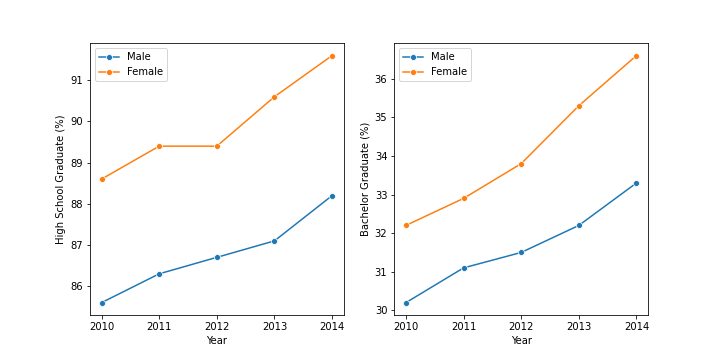 Male
Female
High School Graduate (%)
91
90
89
88
87
86
2010 2011 2012 2013 2014
Year
Male
Female
Bachelor Graduate (%)
36
35
34
33
32
31
30
2010 2011 2012 2013 2014
Year